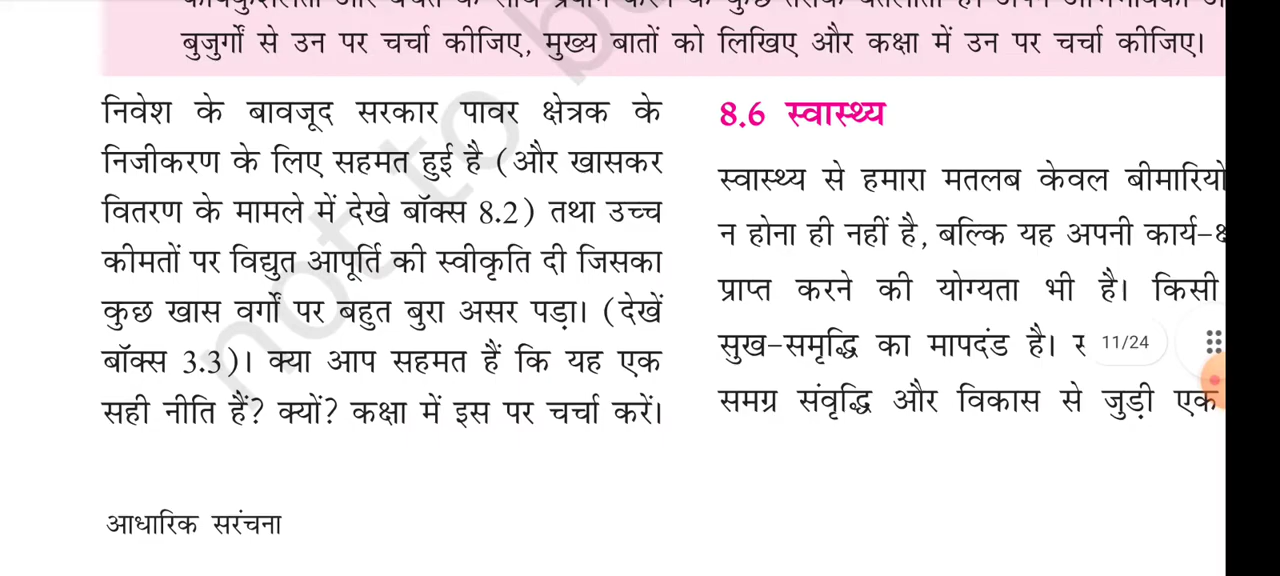 बुजुर्गों से उन पर चर्चा कीजिए, मुख्य बातों को लिखिए और कक्षा में उन पर चर्चा कीजिए।
निवेश के बावजूद सरकार पावर क्षेत्रक के
निजीकरण के लिए सहमत हुई है (और खासकर
वितरण के मामले में देखे बॉक्स 8.2) तथा उच्च
कीमतों पर विद्युत आपूर्ति की स्वीकृति दी जिसका
कुछ खास वर्गों पर बहुत बुरा असर पड़ा। (देखें
बॉक्स 3.3)। क्या आप सहमत हैं कि यह एक
सही नीति हैं? क्यों? कक्षा में इस पर चर्चा करें।
8.6 स्वास्थ्य
स्वास्थ्य से हमारा मतलब केवल बीमारियो
न होना ही नहीं है, बल्कि यह अपनी कार्य-क्ष
प्राप्त करने की योग्यता भी है। किसी
सुख-समृद्धि का मापदंड है। 11/24
समग्र संवृद्धि और विकास से जुड़ी एक
आधारिक सरंचना
not to be